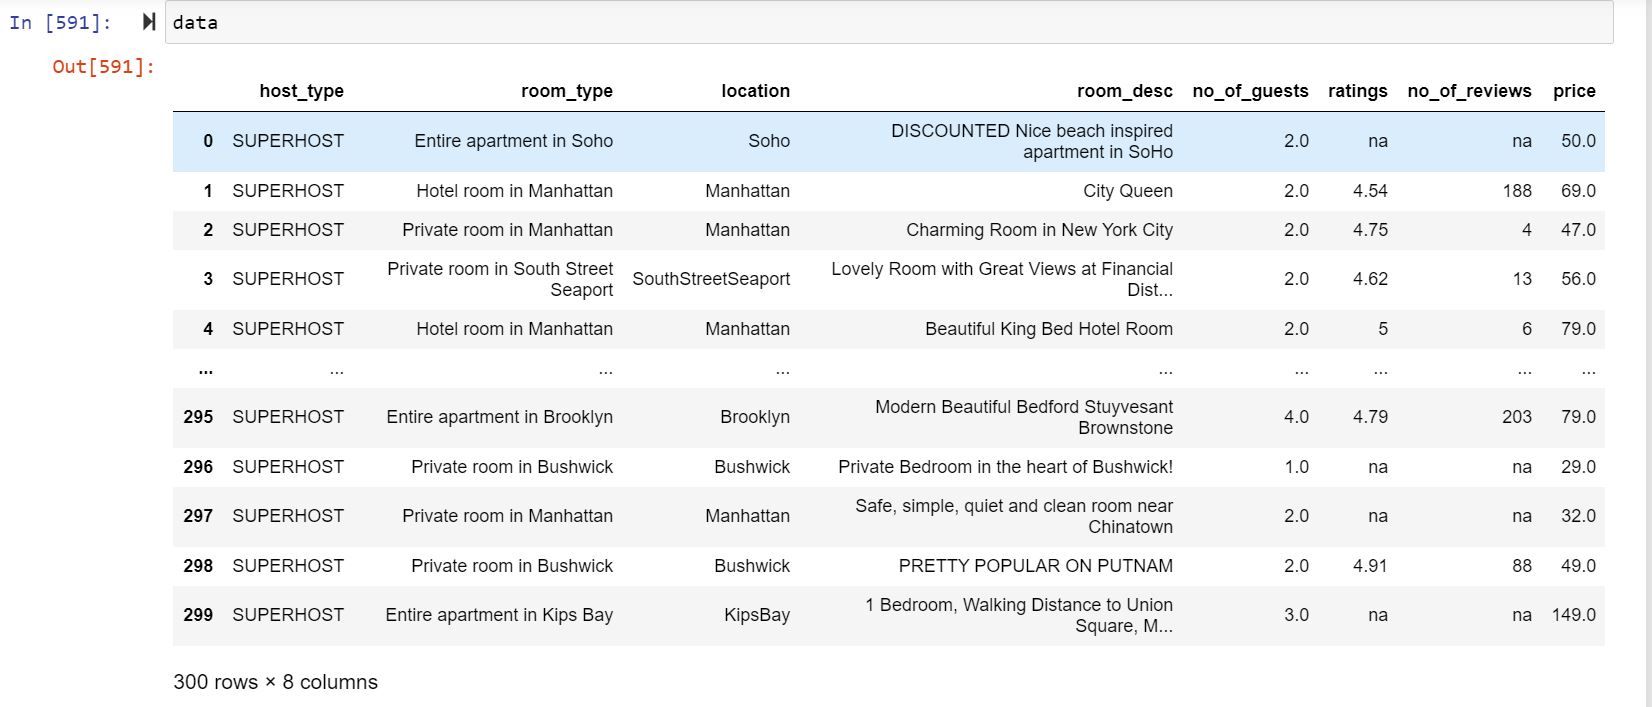 In [591]: data
Out[591]:
host_type room_type location room_desc no_of_guests ratings no_of_reviews price
0 SUPERHOST Entire apartment in Soho Soho DISCOUNTED Nice beach inspired apartment in SoHo 2.0 na na 50.0
1 SUPERHOST Hotel room in Manhattan Manhattan City Queen 2.0 4.54 188 69.0
2 SUPERHOST Private room in Manhattan Manhattan Charming Room in New York City 2.0 4.75 4 47.0
3 SUPERHOST Private room in South Street Seaport SouthStreetSeaport Lovely Room with Great Views at Financial Dist... 2.0 4.62 13 56.0
4 SUPERHOST Hotel room in Manhattan Manhattan Beautiful King Bed Hotel Room 2.0 5 6 79.0
... ... ... ... ... ... ... ... ...
295 SUPERHOST Entire apartment in Brooklyn Brooklyn Modern Beautiful Bedford Stuyvesant Brownstone 4.0 4.79 203 79.0
296 SUPERHOST Private room in Bushwick Bushwick Private Bedroom in the heart of Bushwick! 1.0 na na 29.0
297 SUPERHOST Private room in Manhattan Manhattan Safe, simple, quiet and clean room near Chinatown 2.0 na na 32.0
298 SUPERHOST Private room in Bushwick Bushwick PRETTY POPULAR ON PUTNAM 2.0 4.91 88 49.0
299 SUPERHOST Entire apartment in Kips Bay KipsBay 1 Bedroom, Walking Distance to Union Square, M... 3.0 na na 149.0
300 rows × 8 columns